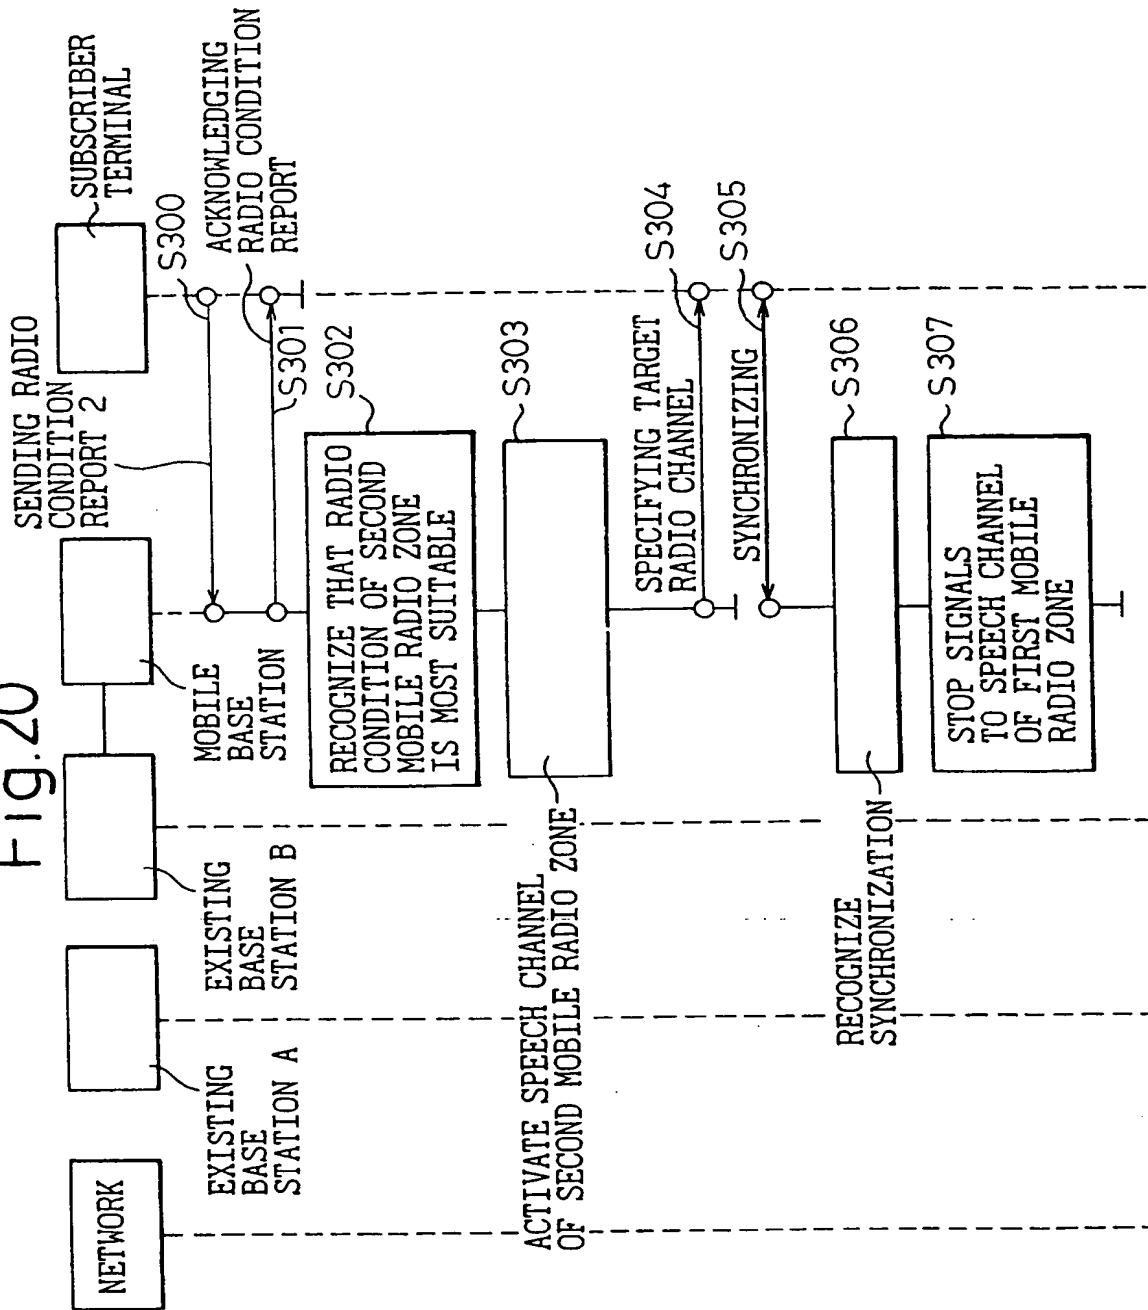 Fig.20
NETWORK
EXISTING
BASE
STATION A
EXISTING
BASE
STATION B
MOBILE
BASE
STATION
SUBSCRIBER
TERMINAL
SENDING RADIO
CONDITION
REPORT 2
S300
ACKNOWLEDGING
RADIO CONDITION
REPORT
S301
S302
RECOGNIZE THAT RADIO
CONDITION OF SECOND
MOBILE RADIO ZONE
IS MOST SUITABLE
S303
ACTIVATE SPEECH CHANNEL
OF SECOND MOBILE RADIO ZONE
SPECIFYING TARGET
RADIO CHANNEL
S304
SYNCHRONIZING
S305
S306
RECOGNIZE
SYNCHRONIZATION
S307
STOP SIGNALS
TO SPEECH CHANNEL
OF FIRST MOBILE
RADIO ZONE